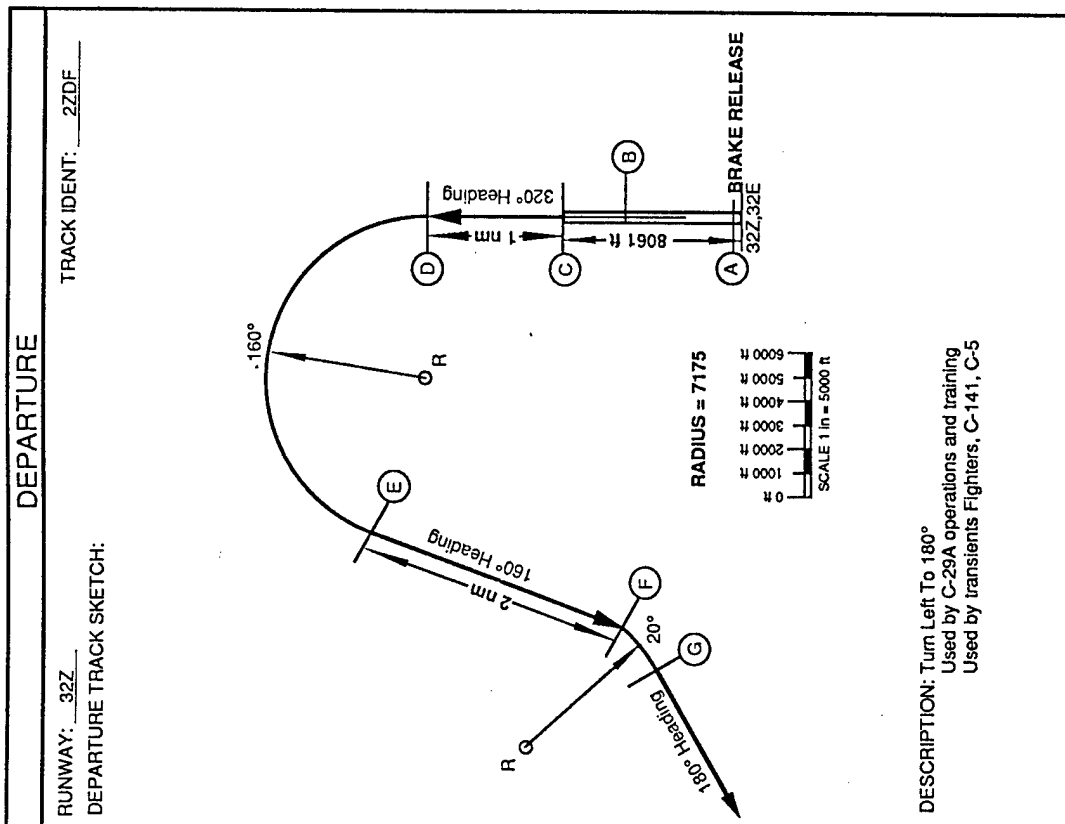 DEPARTURE
RUNWAY: 32Z
TRACK IDENT: 2ZDF
DEPARTURE TRACK SKETCH:
160°
R
D
320° Heading
1 nm
C
B
8061 ft
A
BRAKE RELEASE
32Z,32E
E
160° Heading
2 nm
F
20°
G
R
180° Heading
RADIUS = 7175
0 ft
1000 ft
2000 ft
3000 ft
4000 ft
5000 ft
6000 ft
SCALE 1 in = 5000 ft
DESCRIPTION: Turn Left To 180°
Used by C-29A operations and training
Used by transients Fighters, C-141, C-5